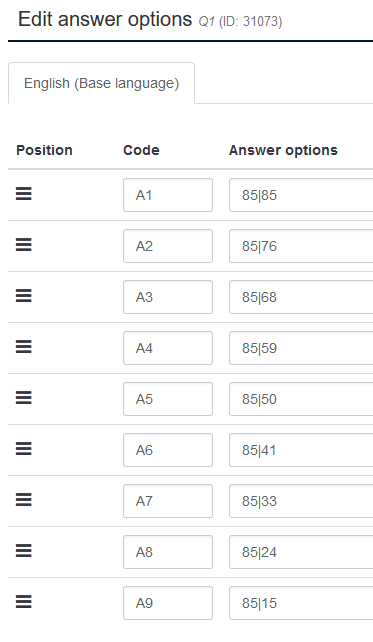 Edit answer options Q1 (ID: 31073)
English (Base language)
Position Code Answer options
A1 85|85
A2 85|76
A3 85|68
A4 85|59
A5 85|50
A6 85|41
A7 85|33
A8 85|24
A9 85|15